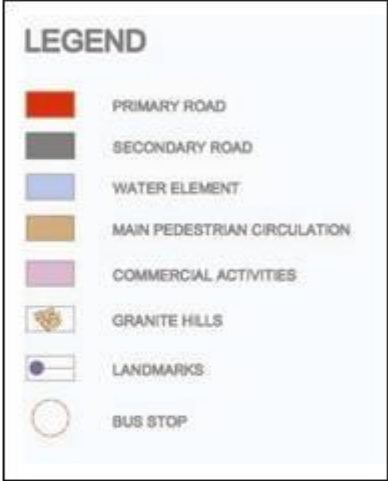 LEGEND
PRIMARY ROAD
SECONDARY ROAD
WATER ELEMENT
MAIN PEDESTRIAN CIRCULATION
COMMERCIAL ACTIVITIES
GRANITE HILLS
LANDMARKS
BUS STOP